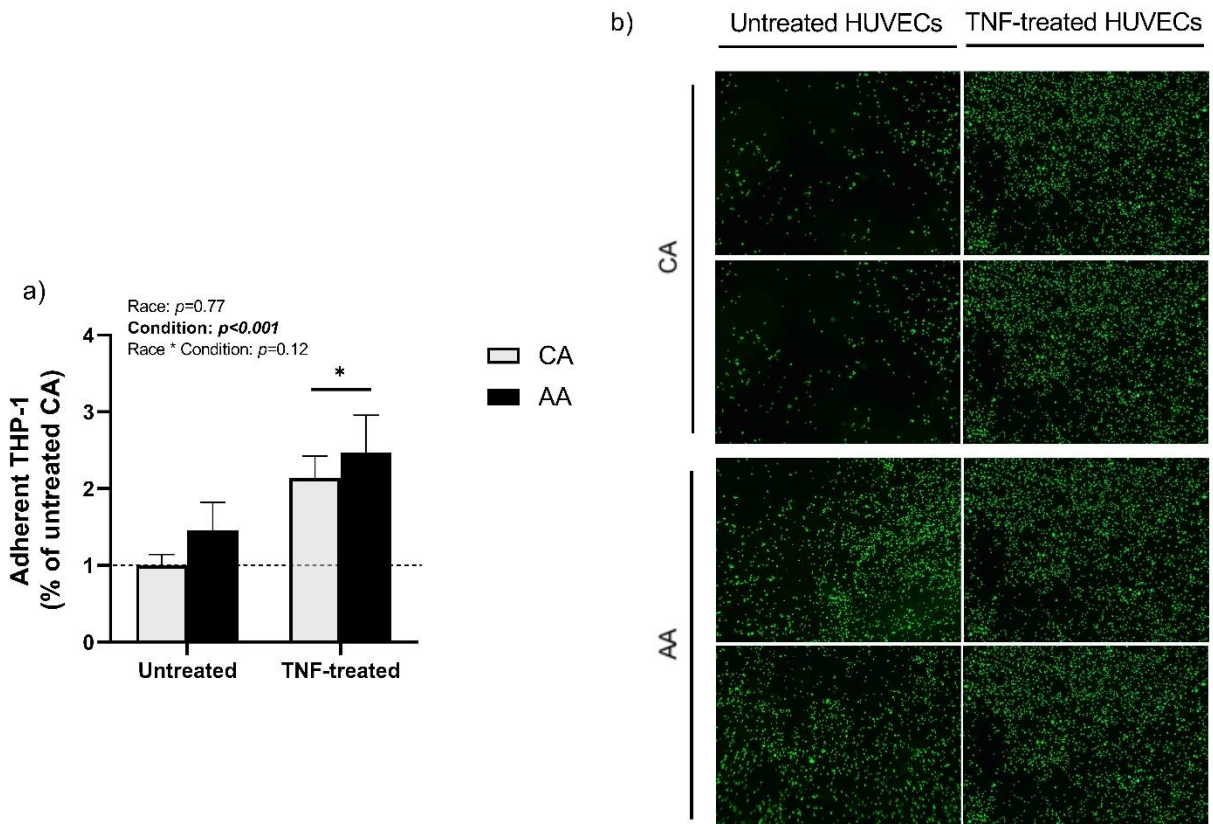 a)
Race: p=0.77
Condition: p<0.001
Race * Condition: p=0.12
Adherent THP-1
(% of untreated CA)
4
3
2
1
0
*
Untreated
TNF-treated
CA
AA
b)
Untreated HUVECs
TNF-treated HUVECs
CA
AA